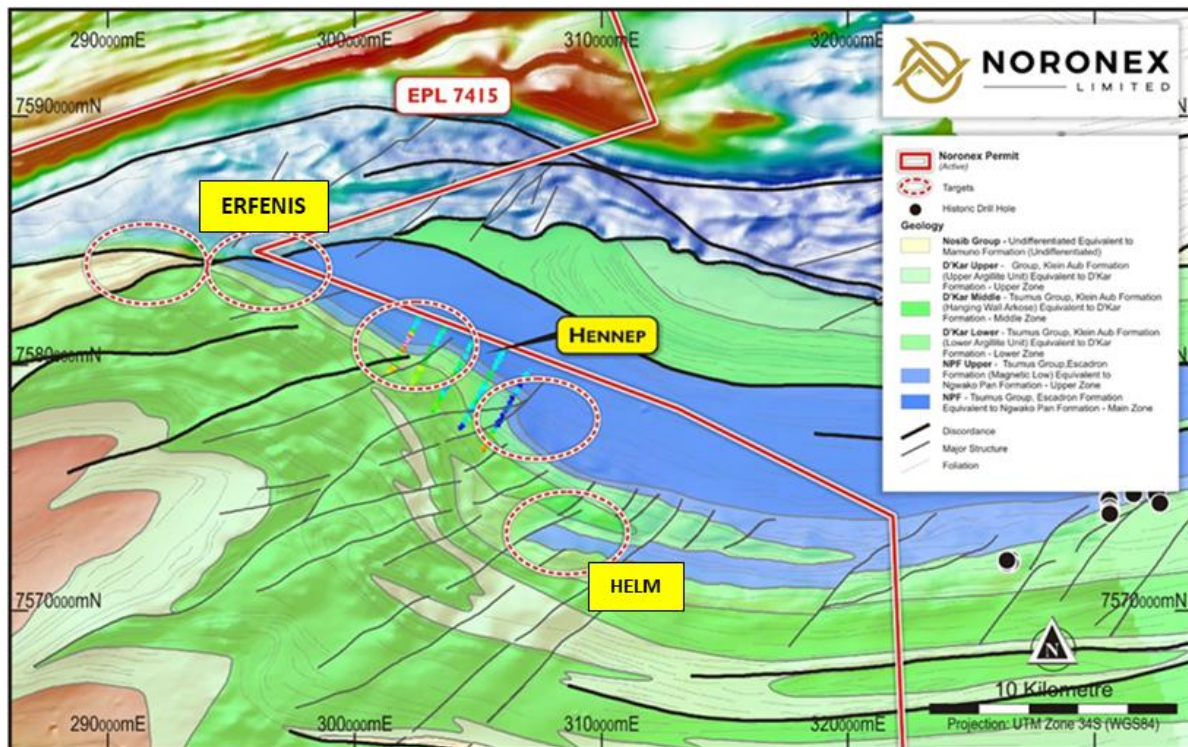 290000mE 300000mE 310000mE 320000mE
NORONEX
LIMITED
7590000mN
EPL 7415
ERFENIS
HENNEP
7580000mN
HELM
7570000mN
7570000mN
290000mE 300000mE 310000mE 320000mE
Noronex Permit
(Active)
Targets
Historic Drill Hole
Geology
Nosib Group - Undifferentiated Equivalent to
Mamuno Formation (Undifferentiated)
D'Kar Upper - Group, Klein Aub Formation
(Upper Argillite Unit) Equivalent to D'Kar
Formation - Upper Zone
D'Kar Middle - Tsumus Group, Klein Aub Formation
(Hanging Wall Arkose) Equivalent to D'Kar
Formation - Middle Zone
D'Kar Lower - Tsumus Group, Klein Aub Formation
(Lower Argillite Unit) Equivalent to D'Kar
Formation - Lower Zone
NPF Upper - Tsumus Group,Escadron
Formation (Magnetic Low) Equivalent to
Ngwako Pan Formation - Upper Zone
NPF - Tsumus Group, Escadron Formation
Equivalent to Ngwako Pan Formation - Main Zone
Discordance
Major Structure
Foliation
N
10 Kilometre
Projection: UTM Zone 34S (WGS84)